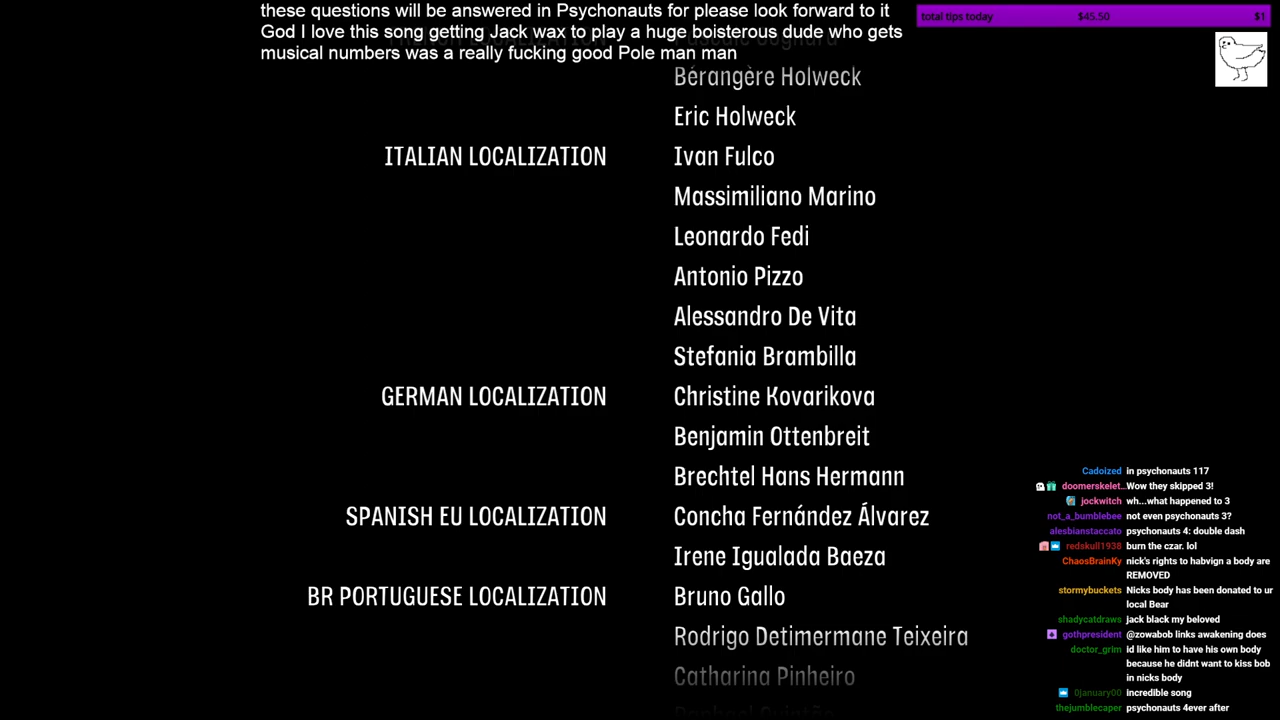 these questions will be answered in Psychonauts for please look forward to it
God I love this song getting Jack wax to play a huge boisterous dude who gets
musical numbers was a really fucking good Pole man man
total tips today $45.50 $1
Bérangère Holweck
Eric Holweck
ITALIAN LOCALIZATION Ivan Fulco
Massimiliano Marino
Leonardo Fedi
Antonio Pizzo
Alessandro De Vita
Stefania Brambilla
GERMAN LOCALIZATION Christine Kovarikova
Benjamin Ottenbreit
Brechtel Hans Hermann
SPANISH EU LOCALIZATION Concha Fernández Álvarez
Irene Igualada Baeza
BR PORTUGUESE LOCALIZATION Bruno Gallo
Rodrigo Detimermane Teixeira
Catharina Pinheiro
Cadoized in psychonauts 117
doomerskelet... Wow they skipped 3!
jockwitch wh...what happened to 3
not_a_bumblebee not even psychonauts 3?
alesbianstaccato psychonauts 4: double dash
redskull1938 burn the czar. lol
ChaosBrainKy nick's rights to habvign a body are
REMOVED
stormybuckets Nicks body has been donated to ur
local Bear
shadycatdraws jack black my beloved
gothpresident @zowabob links awakening does
doctor_grim id like him to have his own body
because he didnt want to kiss bob
in nicks body
0january00 incredible song
thejumblecaper psychonauts 4ever after